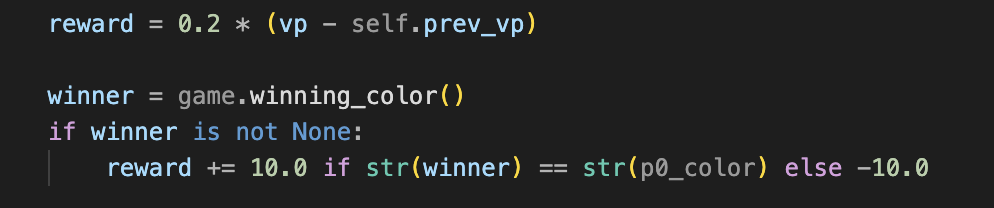 reward = 0.2 * (vp - self.prev_vp)
winner = game.winning_color()
if winner is not None:
reward += 10.0 if str(winner) == str(p0_color) else -10.0